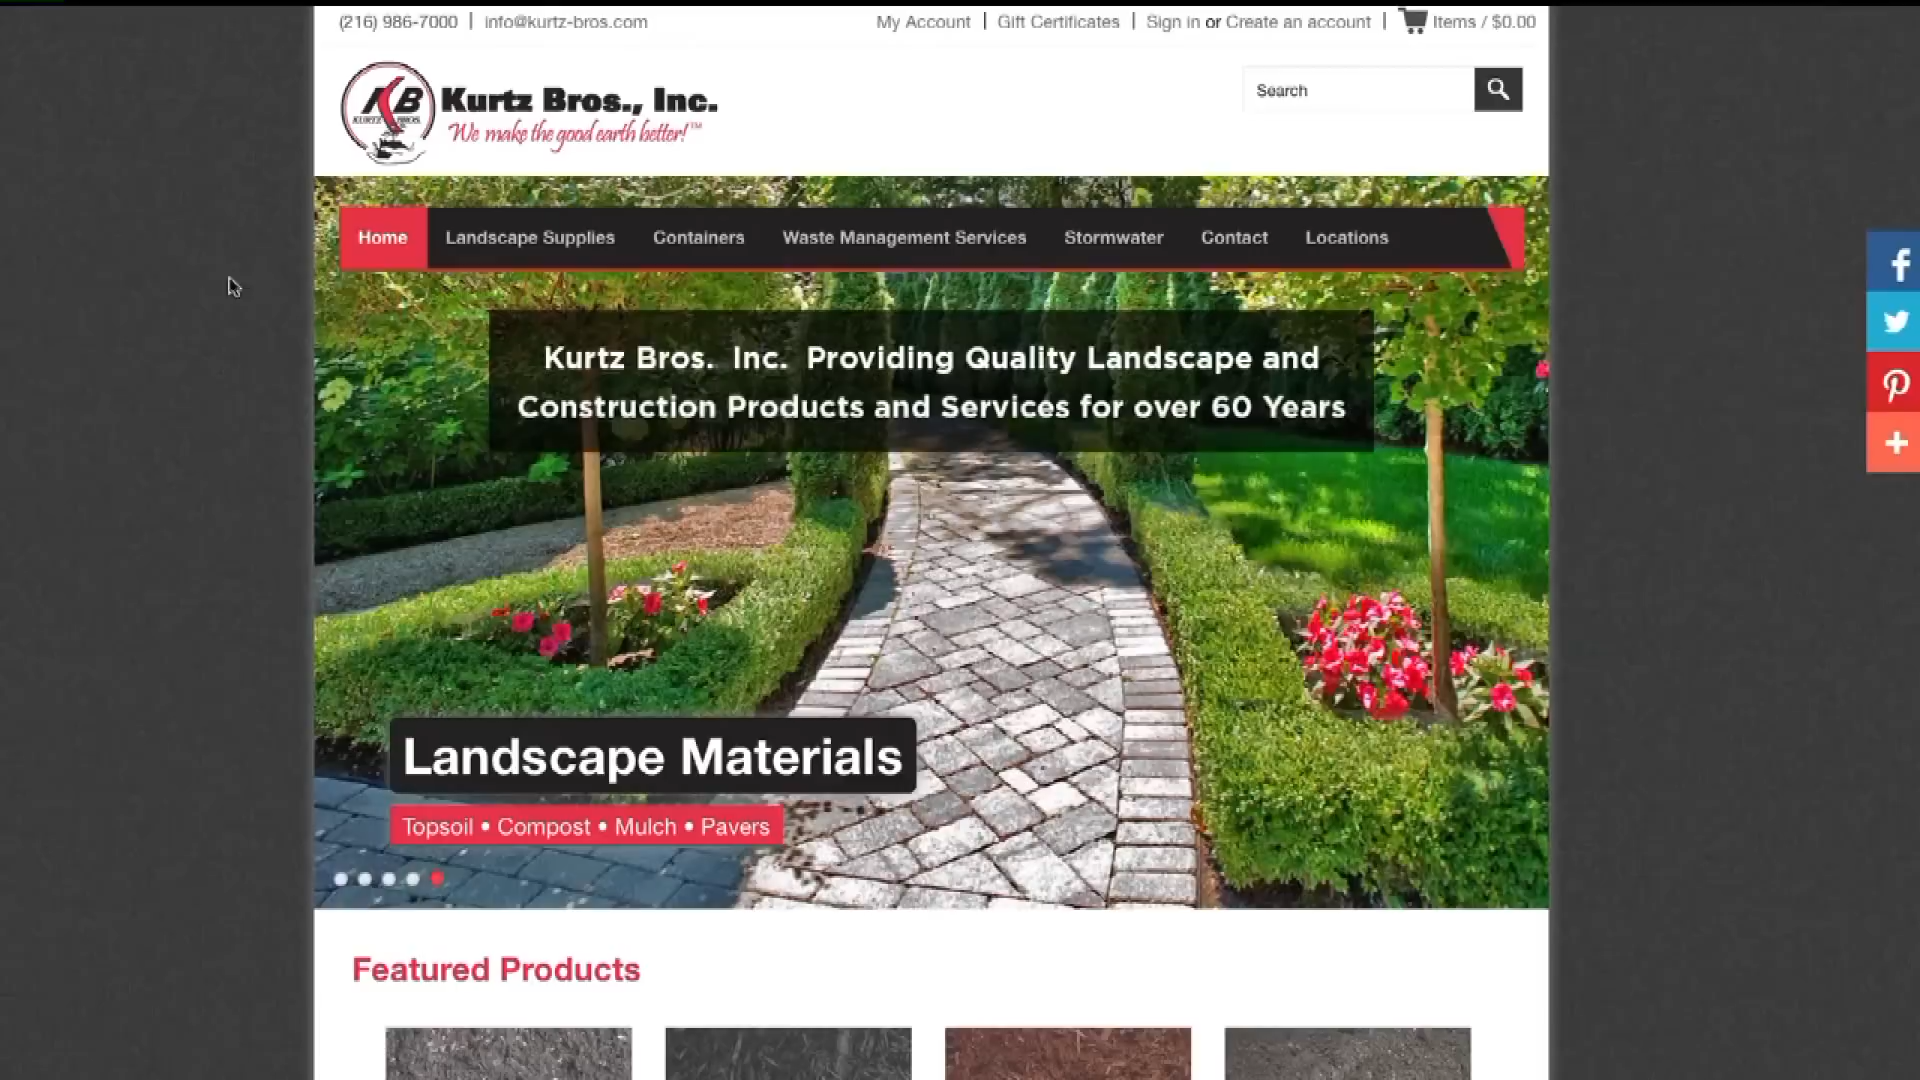 (216) 986-7000 | info@kurtz-bros.com
My Account | Gift Certificates | Sign in or Create an account | Items / $0.00
KB
KURTZ BROS.
Kurtz Bros., Inc.
We make the good earth better!™
Search
Home Landscape Supplies Containers Waste Management Services Stormwater Contact Locations
Kurtz Bros. Inc. Providing Quality Landscape and
Construction Products and Services for over 60 Years
Landscape Materials
Topsoil • Compost • Mulch • Pavers
Featured Products